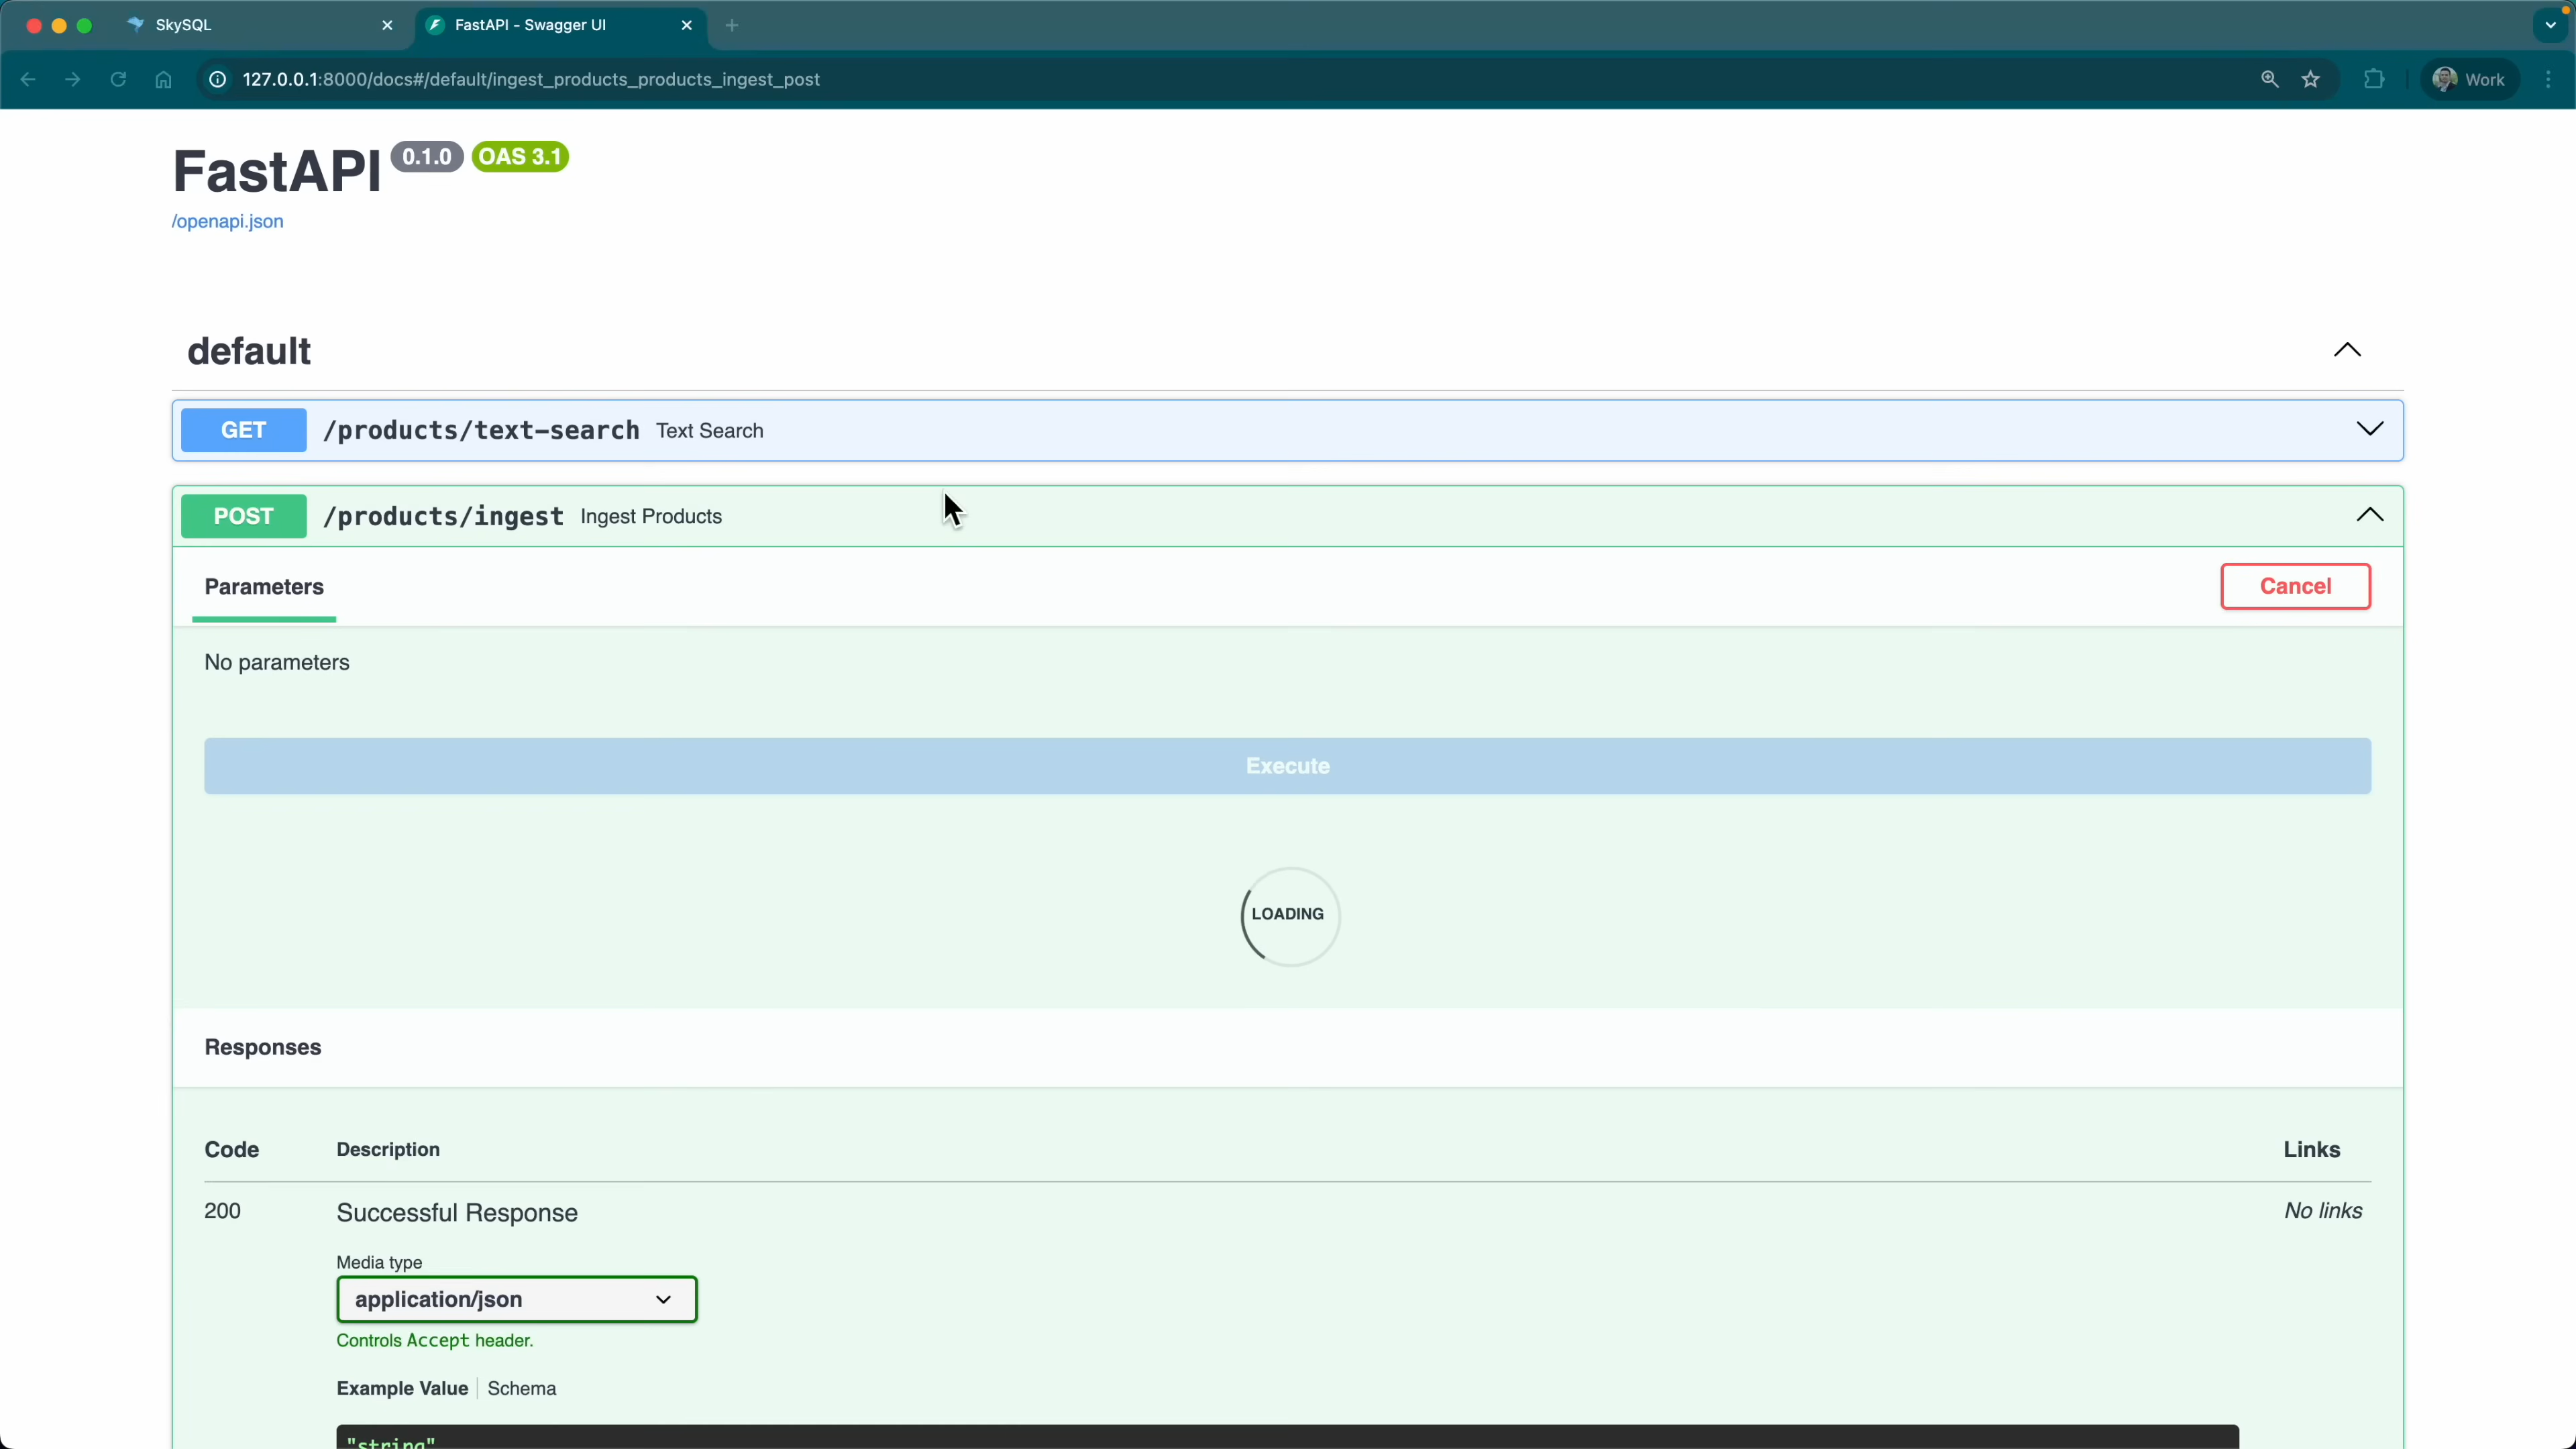 SkySQL
FastAPI - Swagger UI
127.0.0.1:8000/docs#/default/ingest_products_products_ingest_post
Work
FastAPI 0.1.0 OAS 3.1
/openapi.json
default
GET /products/text-search Text Search
POST /products/ingest Ingest Products
Parameters
Cancel
No parameters
Execute
LOADING
Responses
Code Description Links
200 Successful Response No links
Media type
application/json
Controls Accept header.
Example Value Schema
"string"